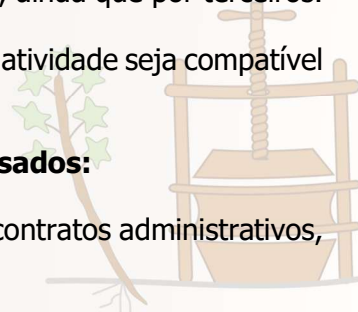 ainda que por terceiros.
atividade seja compatível
sados:
contratos administrativos,